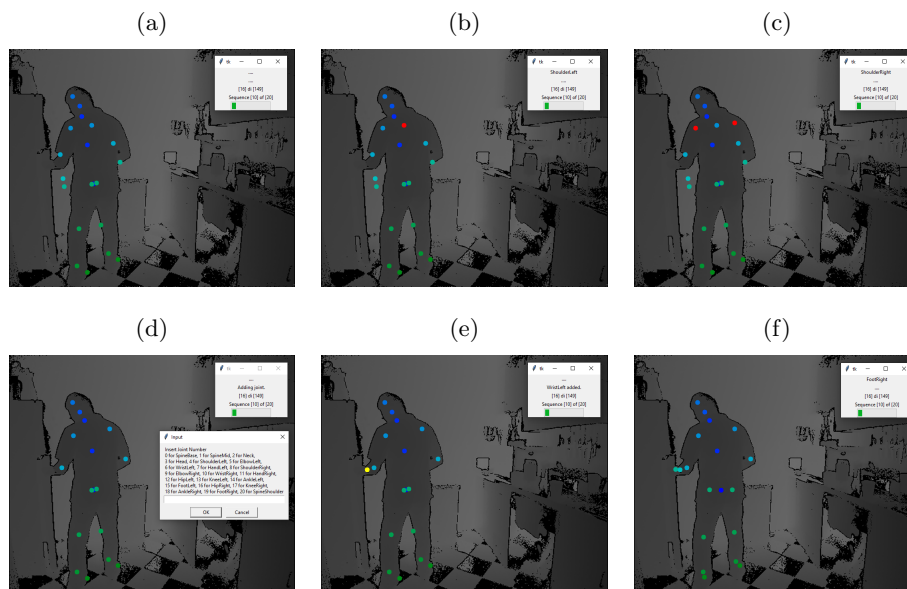 (a)
(b)
(c)
tk
....
....
[16] di [149]
Sequence [10] of [20]
tk
ShoulderLeft
....
[16] di [149]
Sequence [10] of [20]
tk
ShoulderRight
....
[16] di [149]
Sequence [10] of [20]
(d)
(e)
(f)
tk
....
Adding joint.
[16] di [149]
Sequence [10] of [20]
Input
Insert Joint Number
0 for SpineBase, 1 for SpineMid, 2 for Neck,
3 for Head, 4 for ShoulderLeft, 5 for ElbowLeft,
6 for WristLeft, 7 for HandLeft, 8 for ShoulderRight,
9 for ElbowRight, 10 for WristRight, 11 for HandRight,
12 for HipLeft, 13 for KneeLeft, 14 for AnkleLeft,
15 for FootLeft, 16 for HipRight, 17 for KneeRight,
18 for AnkleRight, 19 for FootRight, 20 for SpineShoulder
OK
Cancel
tk
....
WristLeft added.
[16] di [149]
Sequence [10] of [20]
tk
FootRight
....
[16] di [149]
Sequence [10] of [20]